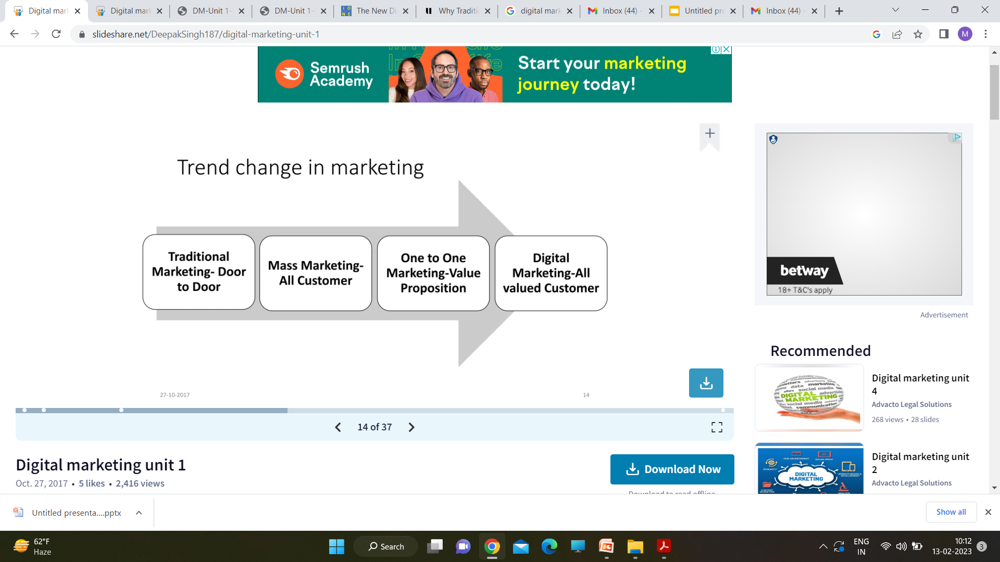 Digital mar
Digital mar
DM-Unit 1-
DM-Unit 1-
The New Di
Why Traditi
digital mark
Inbox (44) -
Untitled pre
Inbox (44) -
slideshare.net/DeepakSingh187/digital-marketing-unit-1
M
Semrush
Academy
Start your marketing
journey today!
Trend change in marketing
Traditional
Marketing- Door
to Door
Mass Marketing-
All Customer
One to One
Marketing-Value
Proposition
Digital
Marketing-All
valued Customer
27-10-2017
14
14 of 37
Digital marketing unit 1
Oct. 27, 2017 • 5 likes • 2,416 views
Download Now
Download to read offline
betway
18+ T&C's apply
Advertisement
Recommended
DIGITAL
MARKETING
Digital marketing unit
4
Advacto Legal Solutions
268 views • 28 slides
DIGITAL
MARKETING
Digital marketing unit
2
Advacto Legal Solutions
Untitled presenta....pptx
Show all
62°F
Haze
Search
ENG
IN
10:12
13-02-2023
3